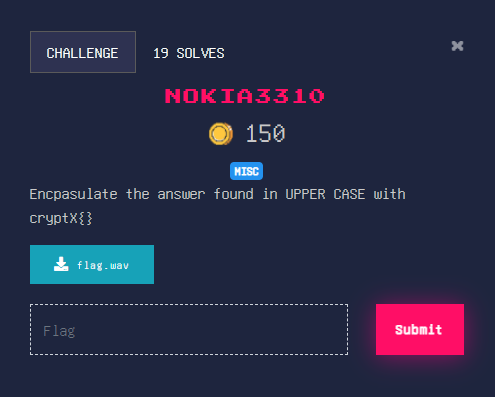 CHALLENGE 19 SOLVES
NOKIA3310
150
MISC
Encpasulate the answer found in UPPER CASE with
cryptX{}
flag.wav
Flag
Submit